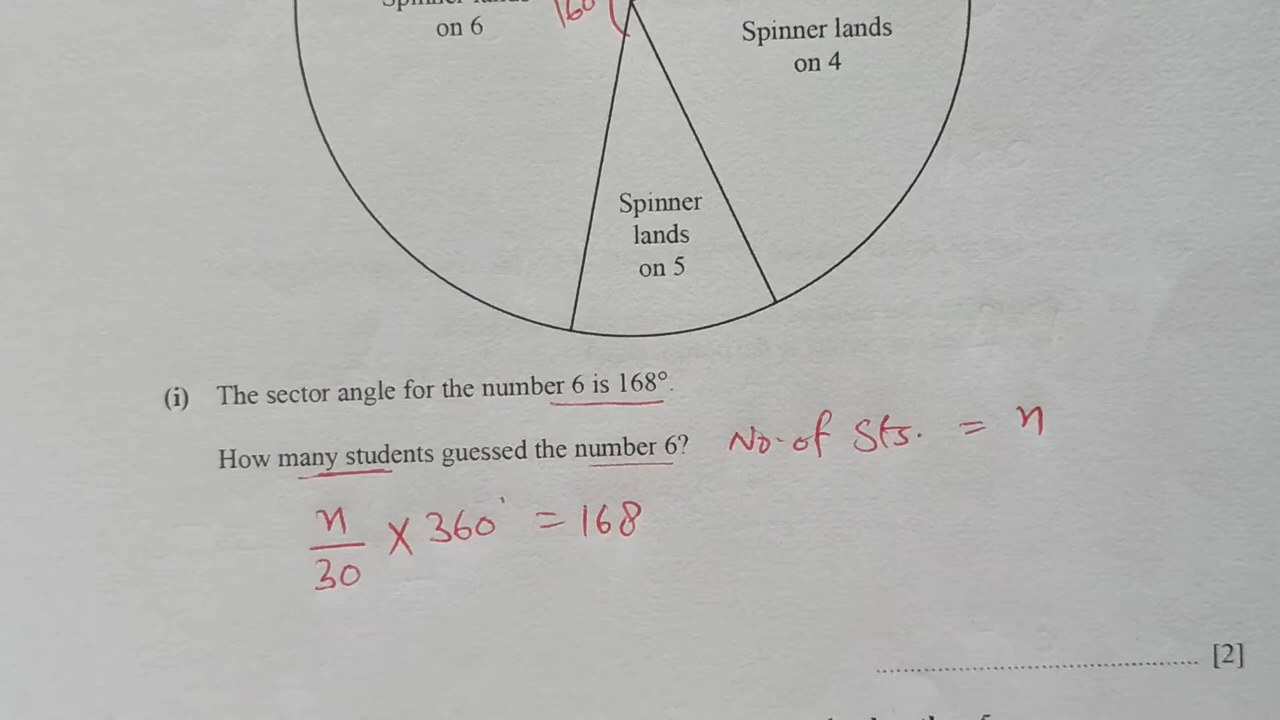 on 6
Spinner lands
on 4
Spinner
lands
on 5
(i) The sector angle for the number 6 is 168°.
How many students guessed the number 6? No. of Sts. = n
n/30 × 360° = 168
[2]